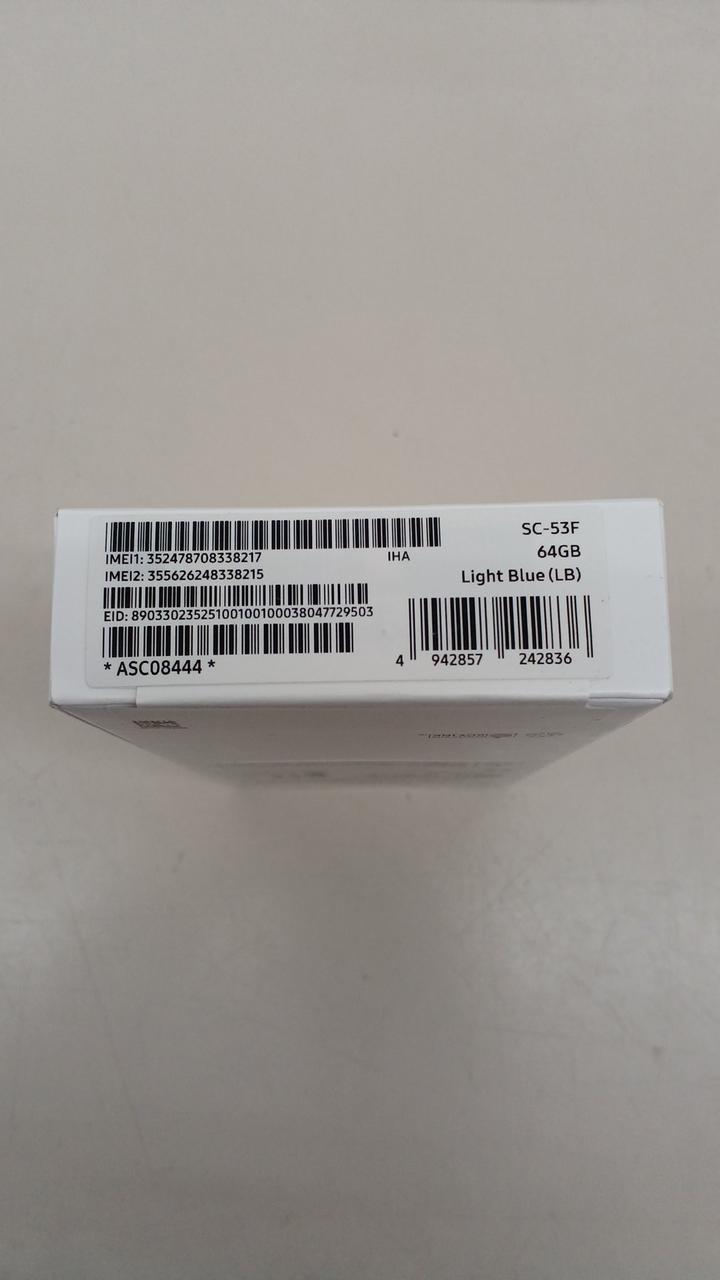 IMEI1: 352478708338217
IHA
IMEI2: 355626248338215
EID: 89033023525100100100038047729503
* ASC08444 *
SC-53F
64GB
Light Blue (LB)
4 942857 242836